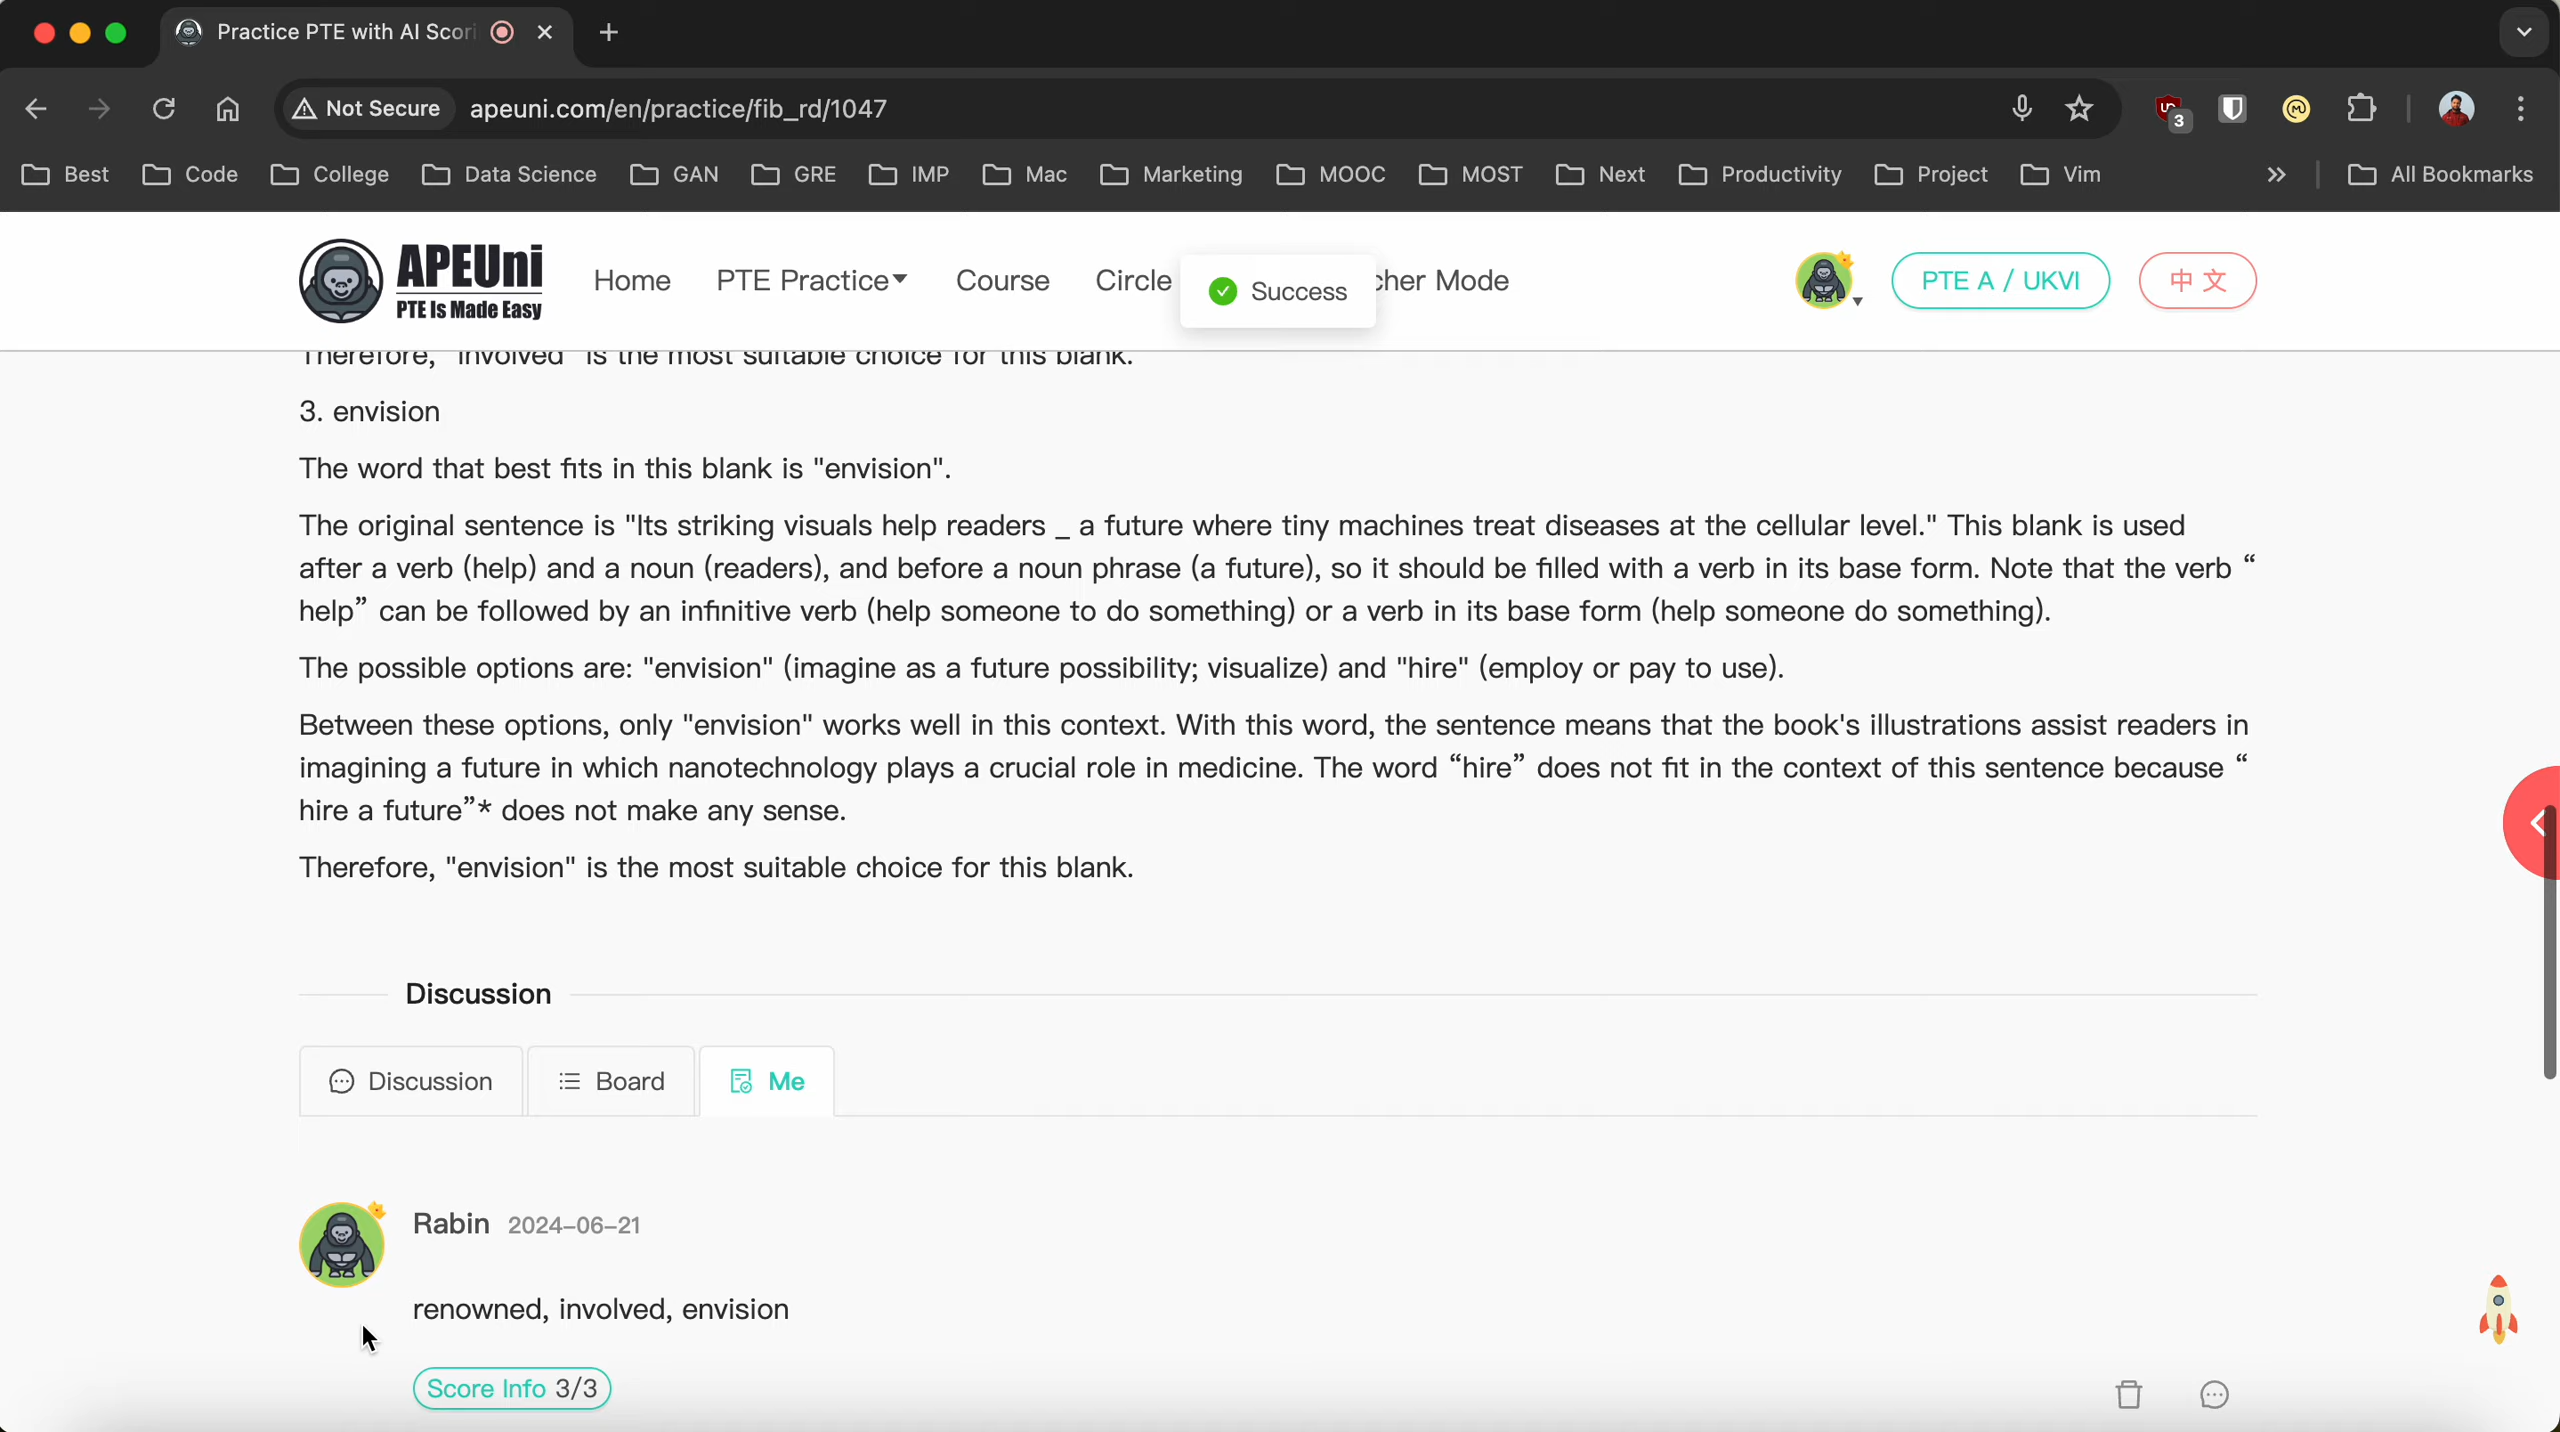 Practice PTE with AI Scori
Not Secure
apeuni.com/en/practice/fib_rd/1047
3
Best
Code
College
Data Science
GAN
GRE
IMP
Mac
Marketing
MOOC
MOST
Next
Productivity
Project
Vim
All Bookmarks
APEUni
PTE Is Made Easy
Home
PTE Practice
Course
Circle
Success
cher Mode
PTE A / UKVI
中文
Therefore, "involved" is the most suitable choice for this blank.
3. envision
The word that best fits in this blank is "envision".
The original sentence is "Its striking visuals help readers _ a future where tiny machines treat diseases at the cellular level." This blank is used
after a verb (help) and a noun (readers), and before a noun phrase (a future), so it should be filled with a verb in its base form. Note that the verb “
help” can be followed by an infinitive verb (help someone to do something) or a verb in its base form (help someone do something).
The possible options are: "envision" (imagine as a future possibility; visualize) and "hire" (employ or pay to use).
Between these options, only "envision" works well in this context. With this word, the sentence means that the book's illustrations assist readers in
imagining a future in which nanotechnology plays a crucial role in medicine. The word “hire” does not fit in the context of this sentence because “
hire a future”* does not make any sense.
Therefore, "envision" is the most suitable choice for this blank.
Discussion
Discussion
Board
Me
Rabin 2024-06-21
renowned, involved, envision
Score Info 3/3